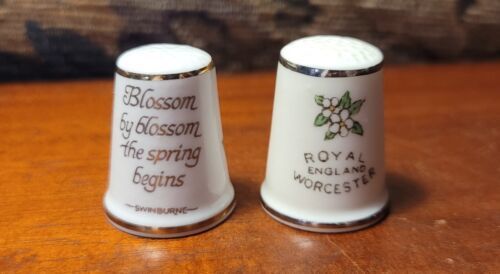 Blossom
by blossom
the spring
begins
—SWINBURNE—
ROYAL
ENGLAND
WORCESTER